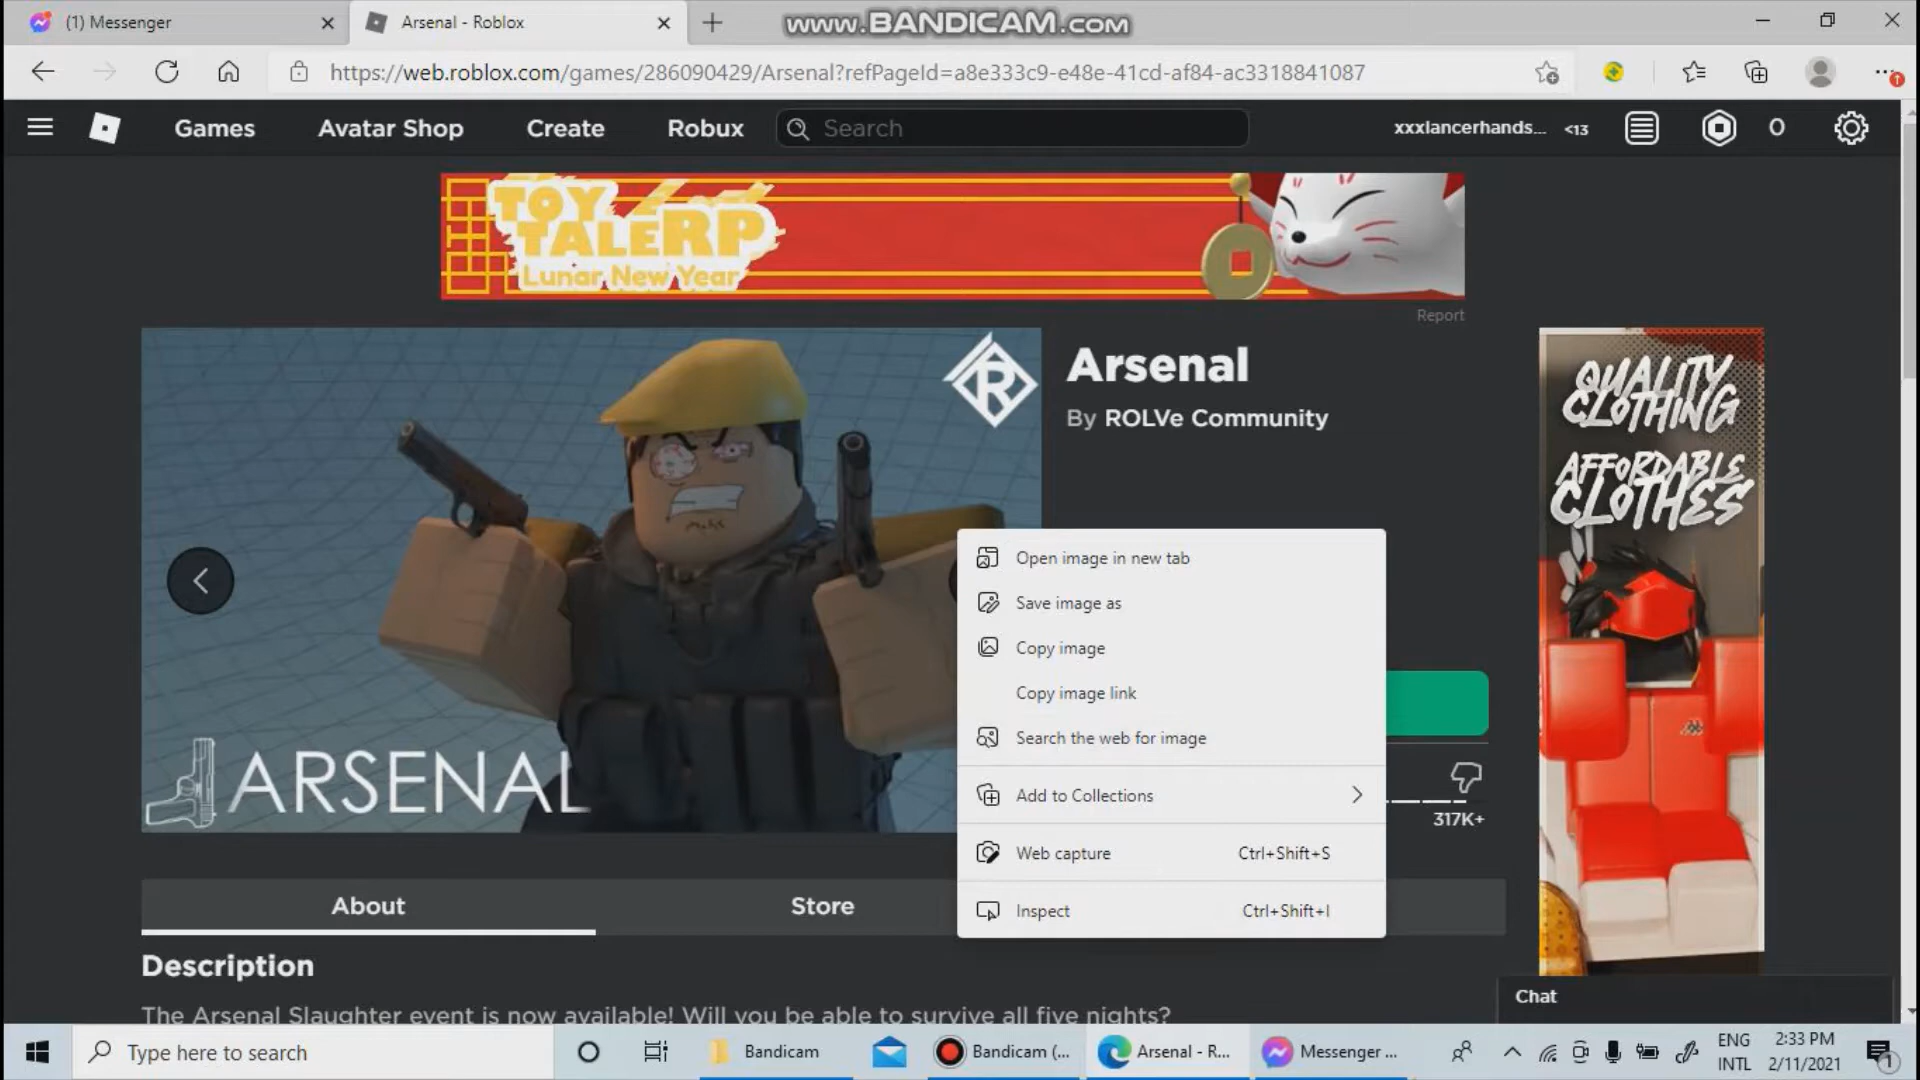 (1) Messenger
Arsenal - Roblox
www.BANDICAM.com
https://web.roblox.com/games/286090429/Arsenal?refPageId=a8e333c9-e48e-41cd-af84-ac3318841087
Games
Avatar Shop
Create
Robux
Search
xxxlancerhands...
<13
0
TOY
TALERP
Lunar New Year
Report
R
ARSENAL
Arsenal
By ROLVe Community
QUALITY
CLOTHING
AFFORDABLE
CLOTHES
Open image in new tab
Save image as
Copy image
Copy image link
Search the web for image
Add to Collections
Web capture
Ctrl+Shift+S
Inspect
Ctrl+Shift+I
317K+
About
Store
Description
The Arsenal Slaughter event is now available! Will you be able to survive all five nights?
Chat
Type here to search
Bandicam
Bandicam (...
Arsenal - R...
Messenger ...
ENG
INTL
2:33 PM
2/11/2021
1